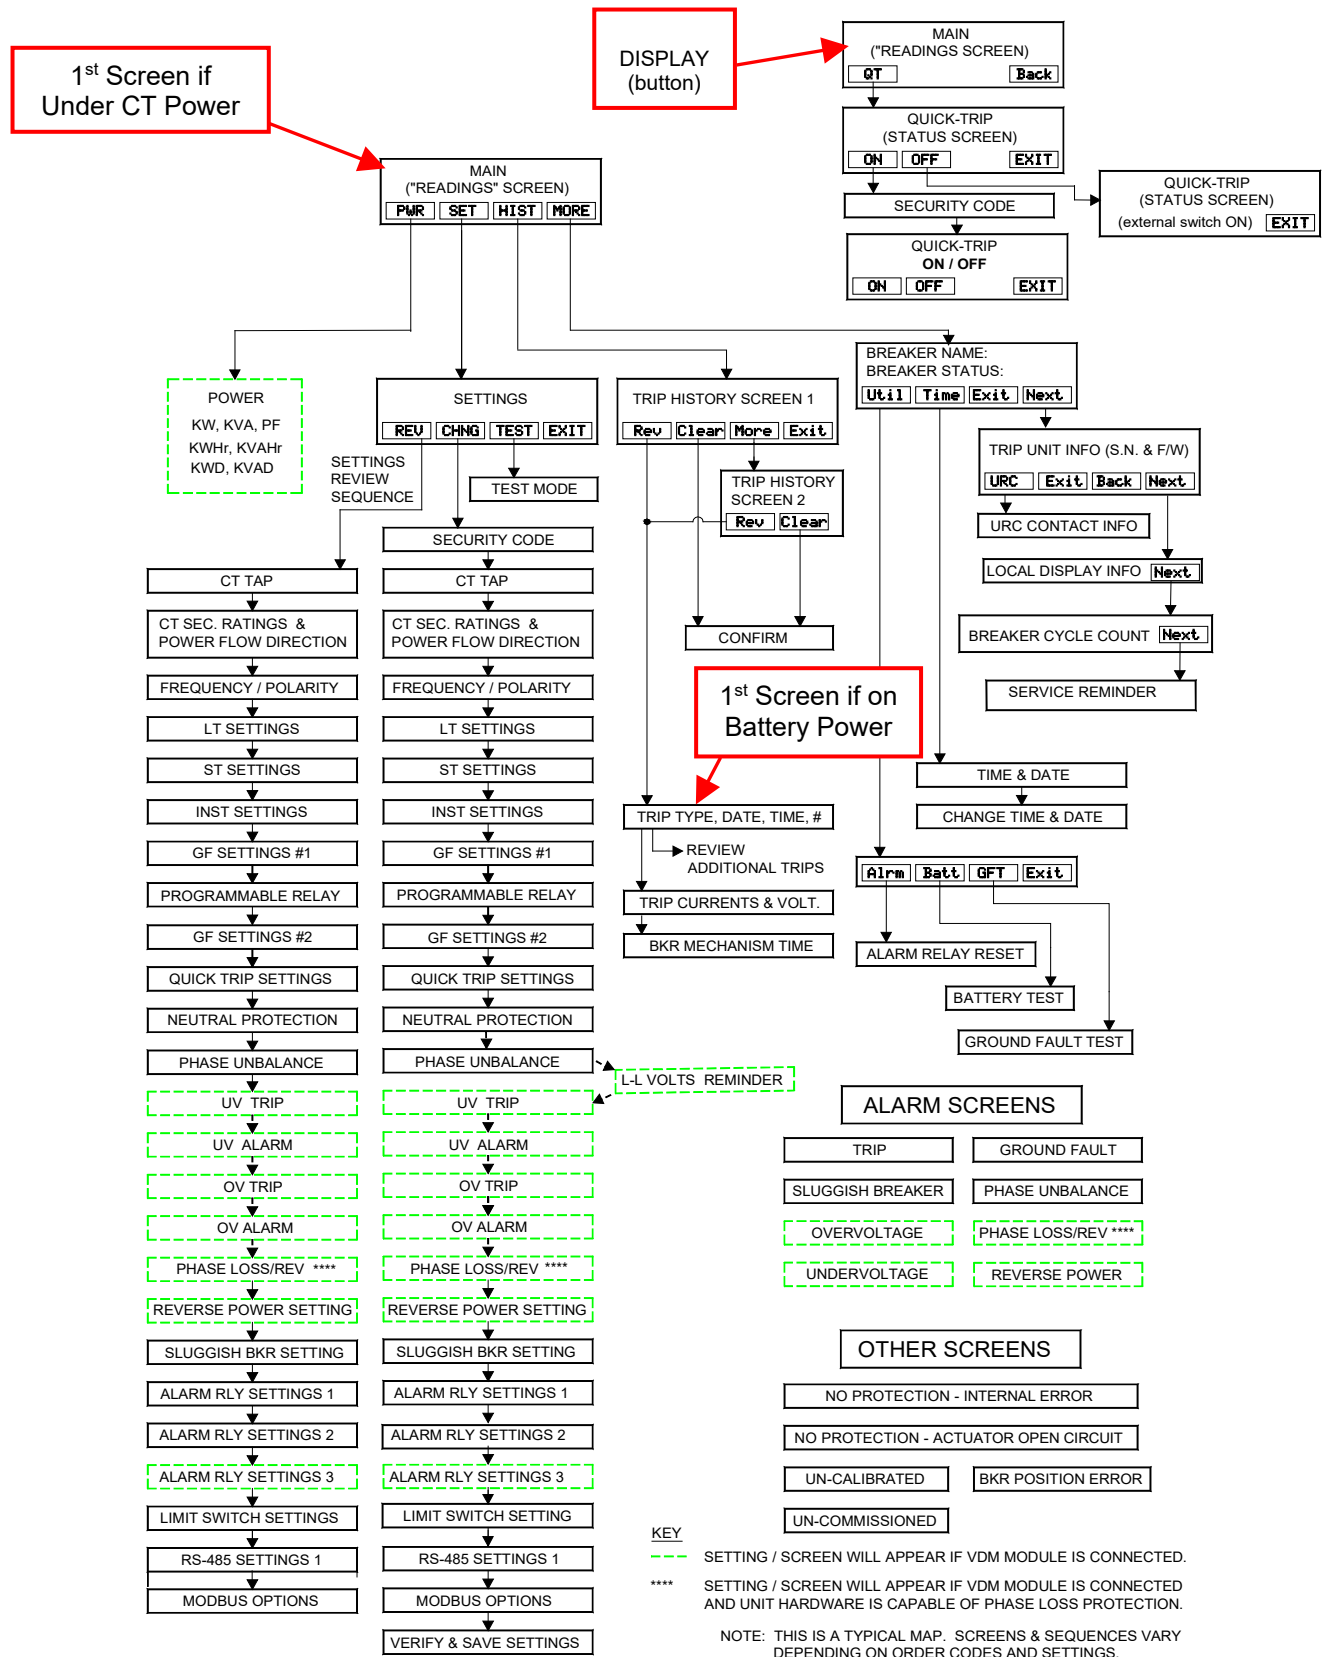 1st Screen if
Under CT Power
DISPLAY
(button)
MAIN
("READINGS SCREEN)
QT Back
QUICK-TRIP
(STATUS SCREEN)
ON OFF EXIT
QUICK-TRIP
(STATUS SCREEN)
(external switch ON) EXIT
SECURITY CODE
QUICK-TRIP
ON / OFF
ON OFF EXIT
MAIN
("READINGS" SCREEN)
PWR SET HIST MORE
POWER
KW, KVA, PF
KWHr, KVAHr
KWD, KVAD
SETTINGS
REV CHNG TEST EXIT
SETTINGS
REVIEW
SEQUENCE
TEST MODE
SECURITY CODE
TRIP HISTORY SCREEN 1
Rev Clear More Exit
TRIP HISTORY
SCREEN 2
Rev Clear
CONFIRM
BREAKER NAME:
BREAKER STATUS:
Util Time Exit Next
TRIP UNIT INFO (S.N. & F/W)
URC Exit Back Next
URC CONTACT INFO
LOCAL DISPLAY INFO Next
BREAKER CYCLE COUNT Next
SERVICE REMINDER
1st Screen if on
Battery Power
TRIP TYPE, DATE, TIME, #
REVIEW
ADDITIONAL TRIPS
TRIP CURRENTS & VOLT.
BKR MECHANISM TIME
TIME & DATE
CHANGE TIME & DATE
Alrm Batt GFT Exit
ALARM RELAY RESET
BATTERY TEST
GROUND FAULT TEST
CT TAP
CT SEC. RATINGS &
POWER FLOW DIRECTION
FREQUENCY / POLARITY
LT SETTINGS
ST SETTINGS
INST SETTINGS
GF SETTINGS #1
PROGRAMMABLE RELAY
GF SETTINGS #2
QUICK TRIP SETTINGS
NEUTRAL PROTECTION
PHASE UNBALANCE
UV TRIP
UV ALARM
OV TRIP
OV ALARM
PHASE LOSS/REV ****
REVERSE POWER SETTING
SLUGGISH BKR SETTING
ALARM RLY SETTINGS 1
ALARM RLY SETTINGS 2
ALARM RLY SETTINGS 3
LIMIT SWITCH SETTINGS
RS-485 SETTINGS 1
MODBUS OPTIONS
CT TAP
CT SEC. RATINGS &
POWER FLOW DIRECTION
FREQUENCY / POLARITY
LT SETTINGS
ST SETTINGS
INST SETTINGS
GF SETTINGS #1
PROGRAMMABLE RELAY
GF SETTINGS #2
QUICK TRIP SETTINGS
NEUTRAL PROTECTION
PHASE UNBALANCE
L-L VOLTS REMINDER
UV TRIP
UV ALARM
OV TRIP
OV ALARM
PHASE LOSS/REV ****
REVERSE POWER SETTING
SLUGGISH BKR SETTING
ALARM RLY SETTINGS 1
ALARM RLY SETTINGS 2
ALARM RLY SETTINGS 3
LIMIT SWITCH SETTING
RS-485 SETTINGS 1
MODBUS OPTIONS
VERIFY & SAVE SETTINGS
ALARM SCREENS
TRIP GROUND FAULT
SLUGGISH BREAKER PHASE UNBALANCE
OVERVOLTAGE PHASE LOSS/REV ****
UNDERVOLTAGE REVERSE POWER
OTHER SCREENS
NO PROTECTION - INTERNAL ERROR
NO PROTECTION - ACTUATOR OPEN CIRCUIT
UN-CALIBRATED BKR POSITION ERROR
UN-COMMISSIONED
KEY
SETTING / SCREEN WILL APPEAR IF VDM MODULE IS CONNECTED.
**** SETTING / SCREEN WILL APPEAR IF VDM MODULE IS CONNECTED
AND UNIT HARDWARE IS CAPABLE OF PHASE LOSS PROTECTION.
NOTE: THIS IS A TYPICAL MAP. SCREENS & SEQUENCES VARY
DEPENDING ON ORDER CODES AND SETTINGS.